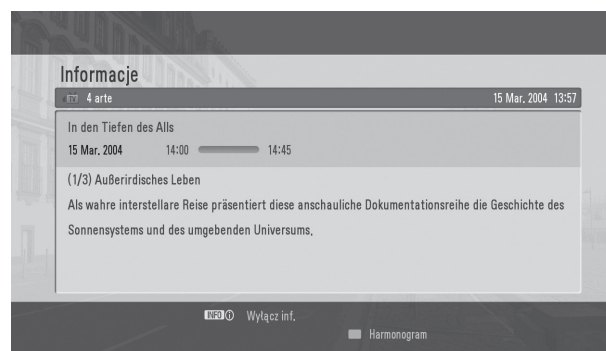 Informacje
TV 4 arte 15 Mar. 2004 13:57
In den Tiefen des Alls
15 Mar. 2004 14:00 14:45
(1/3) Außerirdisches Leben
Als wahre interstellare Reise präsentiert diese anschauliche Dokumentationsreihe die Geschichte des
Sonnensystems und des umgebenden Universums.
INFO i Wyłącz inf.
Harmonogram